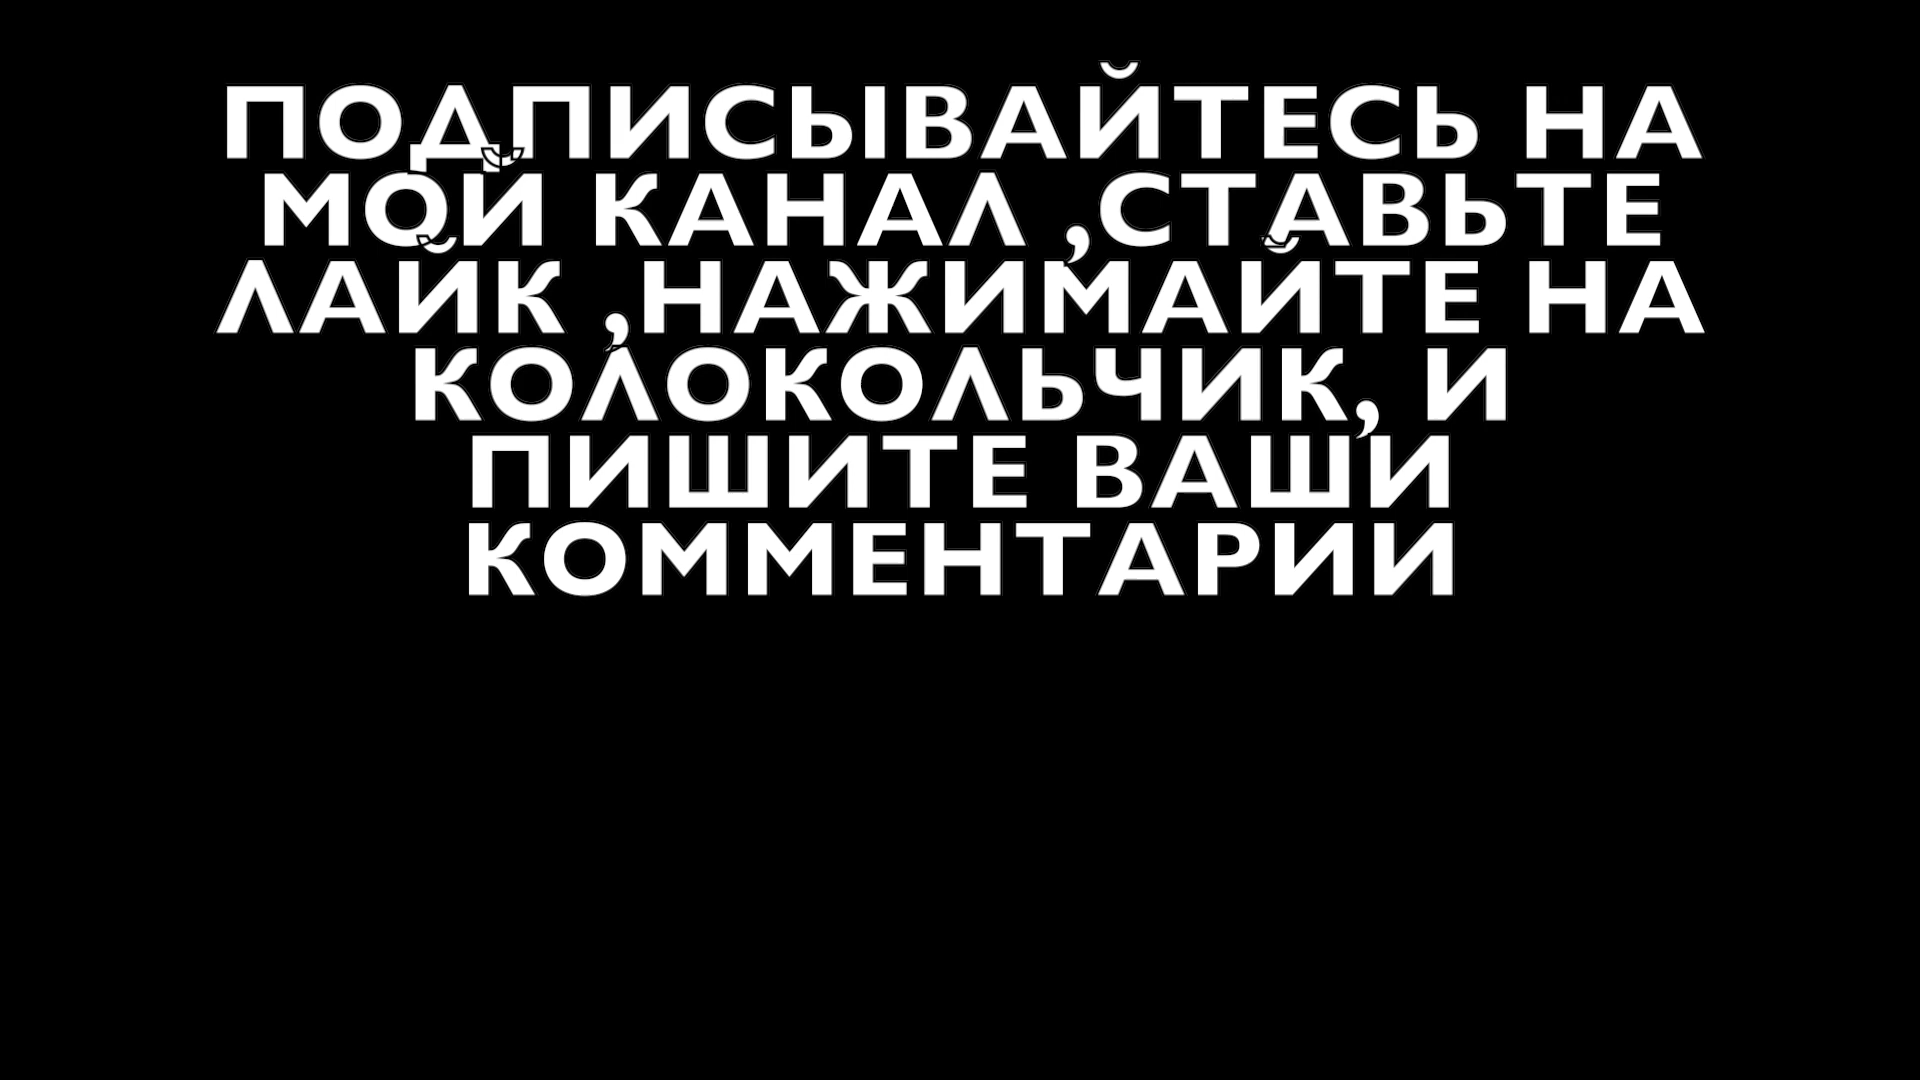 ПОДПИСЫВАЙТЕСЬ НА
МОЙ КАНАЛ ,СТАВЬТЕ
ЛАЙК ,НАЖИМАЙТЕ НА
КОЛОКОЛЬЧИК, И
ПИШИТЕ ВАШИ
КОММЕНТАРИИ